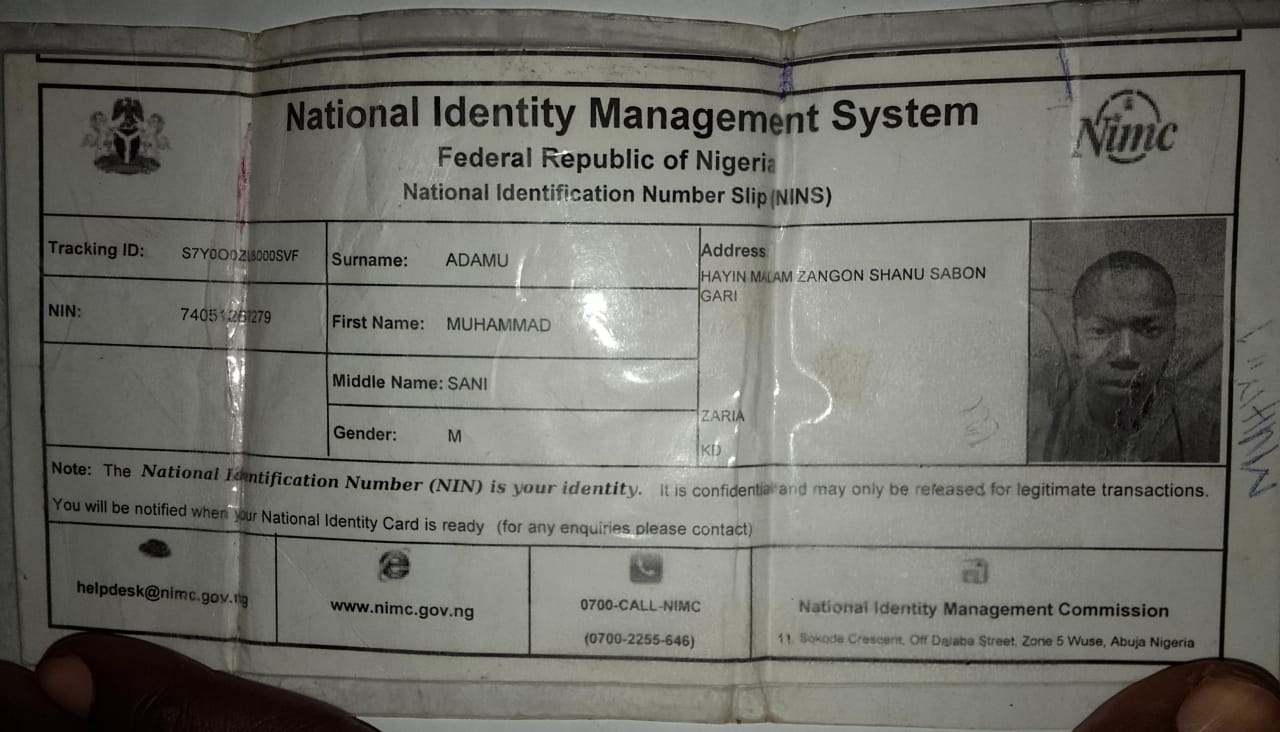 National Identity Management System
Federal Republic of Nigeria
National Identification Number Slip (NINS)
Nimc
Tracking ID:
Surname: ADAMU
Address
HAYIN MALAM ZANGON SHANU SABON
GARI
NIN:
First Name: MUHAMMAD
Middle Name: SANI
ZARIA
Gender: M
KD
Note: The National Identification Number (NIN) is your identity. It is confidential and may only be released for legitimate transactions.
You will be notified when your National Identity Card is ready (for any enquiries please contact)
helpdesk@nimc.gov.ng
www.nimc.gov.ng
0700-CALL-NIMC
(0700-2255-646)
National Identity Management Commission
11, Sokode Crescent, Off Dalaba Street, Zone 5 Wuse, Abuja Nigeria